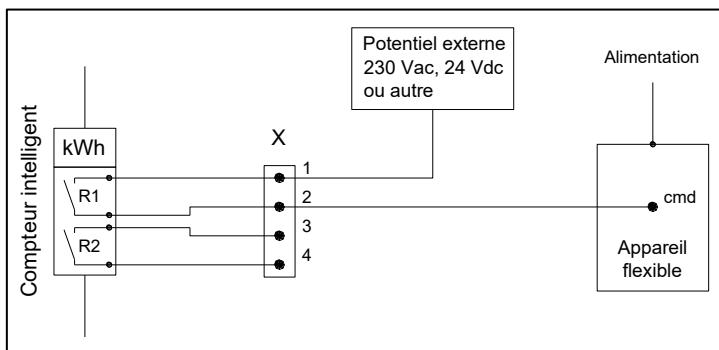 Compteur intelligent
kWh
R1
R2
X
1
2
3
4
Potentiel externe
230 Vac, 24 Vdc
ou autre
Alimentation
cmd
Appareil
flexible